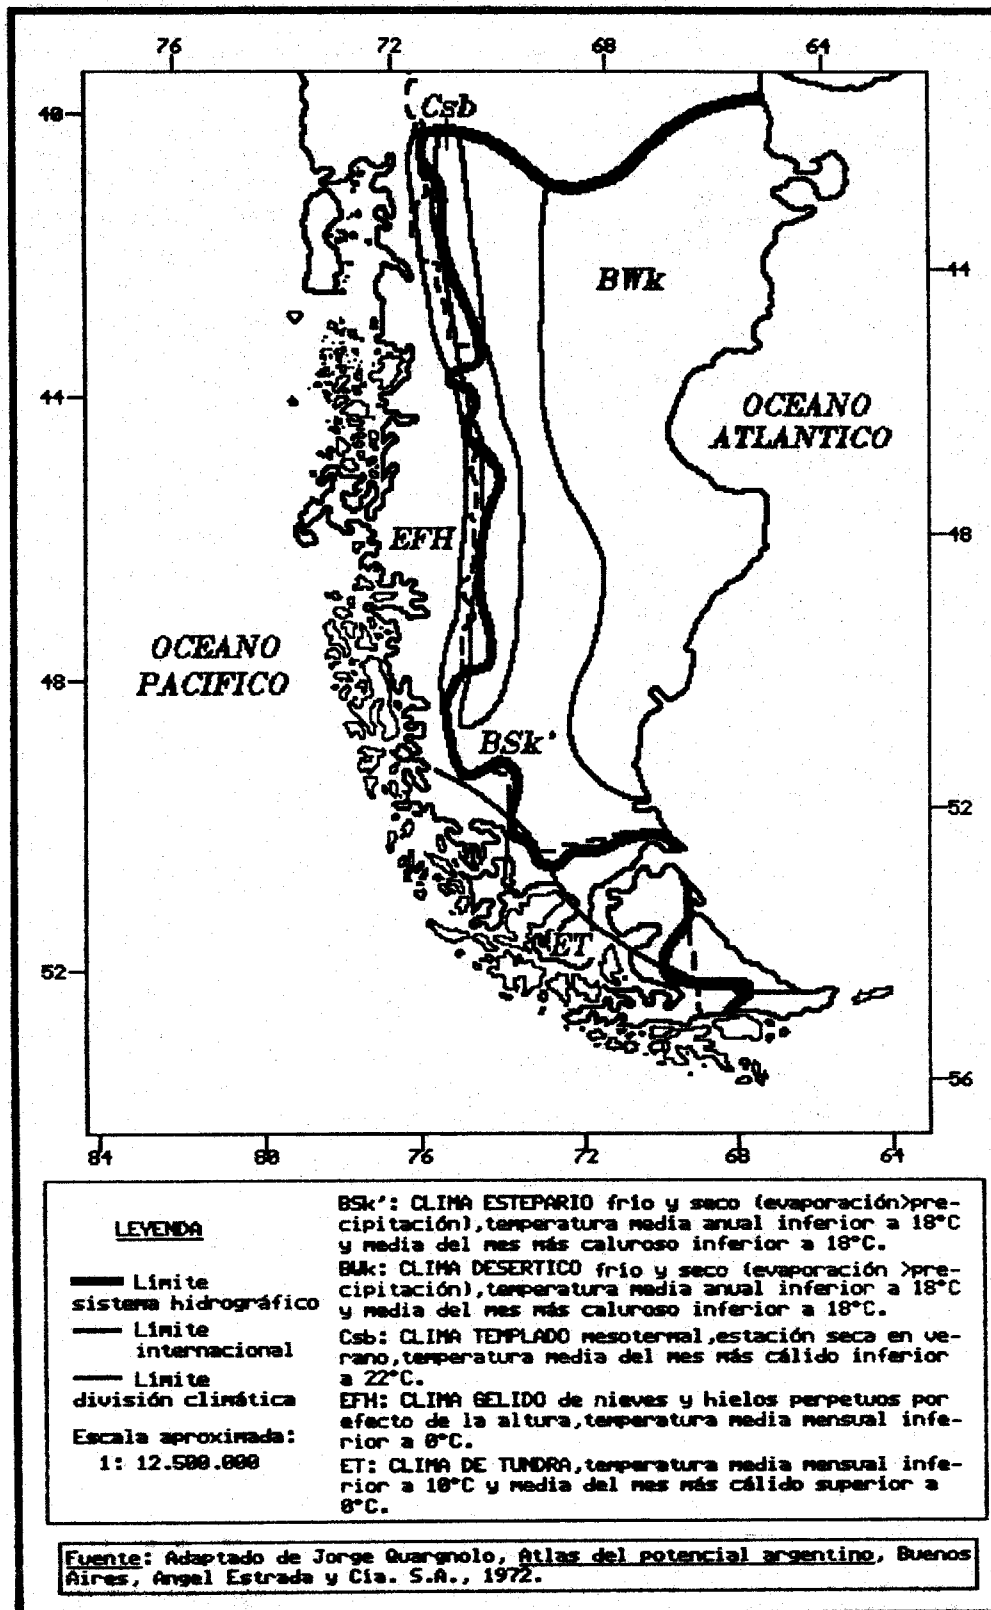 76 72 68 64
40
Csb
BWk
44
44
OCEANO
ATLANTICO
EFH
48
OCEANO
PACIFICO
48
BSk'
52
ET
52
56
84 80 76 72 68 64
LEYENDA
Límite
sistema hidrográfico
Límite
internacional
Límite
división climática
Escala aproximada:
1: 12.500.000
BSk': CLIMA ESTEPARIO frío y seco (evaporación>pre-
cipitación),temperatura media anual inferior a 18°C
y media del mes más caluroso inferior a 18°C.
BWk: CLIMA DESERTICO frío y seco (evaporación >pre-
cipitación),temperatura media anual inferior a 18°C
y media del mes más caluroso inferior a 18°C.
Csb: CLIMA TEMPLADO mesotermal,estación seca en ve-
rano,temperatura media del mes más cálido inferior
a 22°C.
EFH: CLIMA GELIDO de nieves y hielos perpetuos por
efecto de la altura,temperatura media mensual infe-
rior a 0°C.
ET: CLIMA DE TUNDRA,temperatura media mensual infe-
rior a 10°C y media del mes más cálido superior a
0°C.
Fuente: Adaptado de Jorge Quargnolo, Atlas del potencial argentino, Buenos
Aires, Angel Estrada y Cía. S.A., 1972.